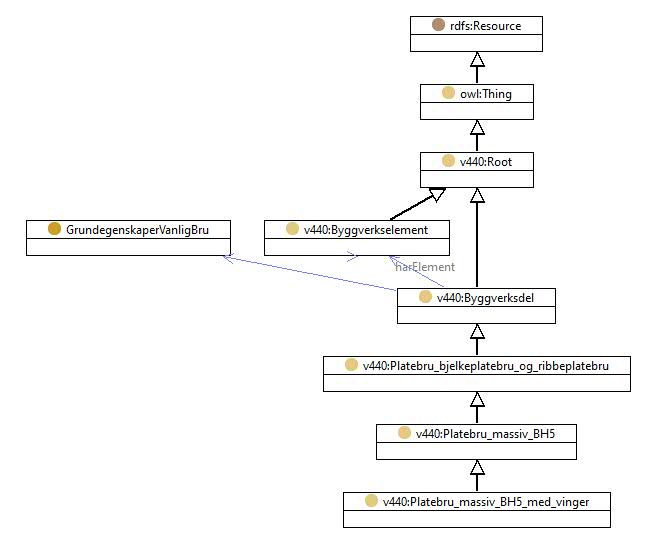 rdfs:Resource
owl:Thing
v440:Root
GrundegenskaperVanligBru
v440:Byggverkselement
harElement
v440:Byggverksdel
v440:Platebru_bjelkeplatebru_og_ribbeplatebru
v440:Platebru_massiv_BH5
v440:Platebru_massiv_BH5_med_vinger